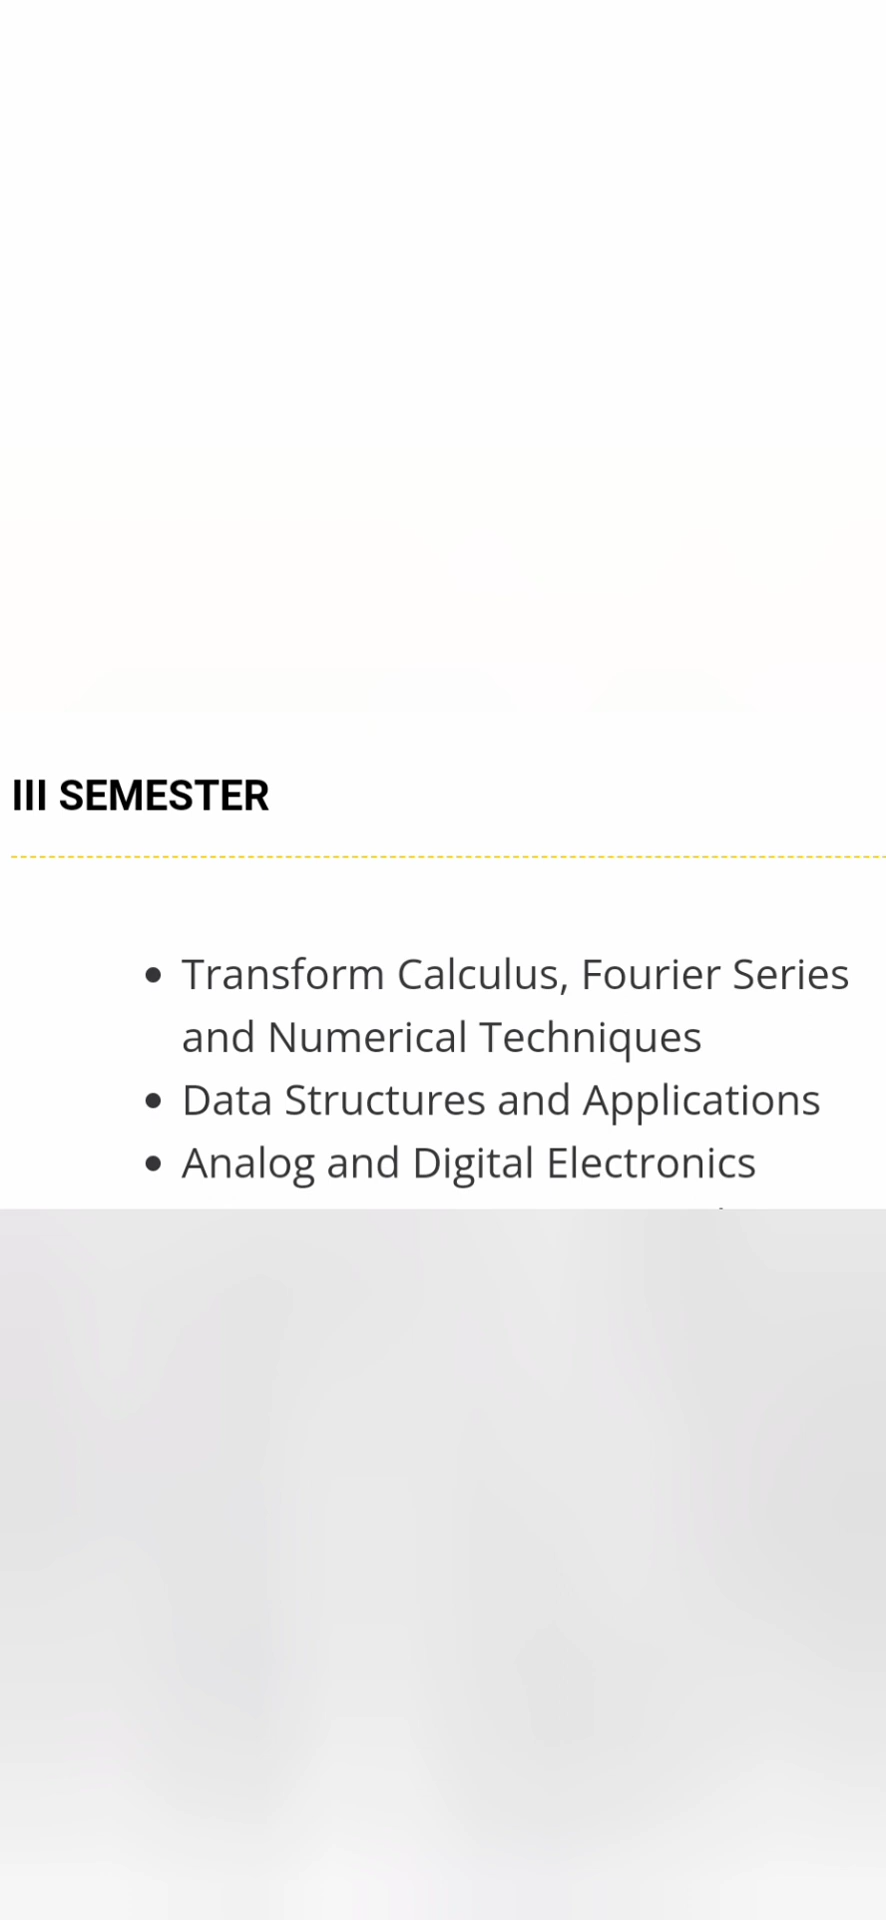 III SEMESTER
Transform Calculus, Fourier Series
and Numerical Techniques
Data Structures and Applications
Analog and Digital Electronics